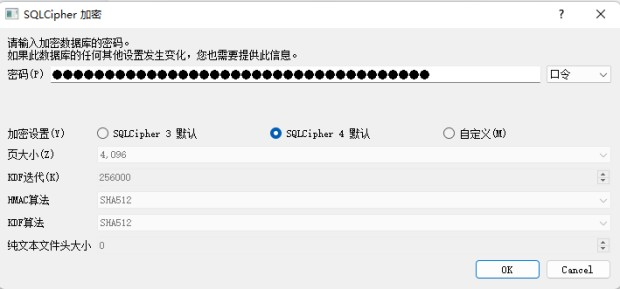 SQLCipher 加密
请输入加密数据库的密码。
如果此数据库的任何其他设置发生变化，您也需要提供此信息。
密码(P) ●●●●●●●●●●●●●●●●●●●●●●●●●●●●●●●●●●●● 口令
加密设置(Y) SQLCipher 3 默认 SQLCipher 4 默认 自定义(M)
页大小(Z) 4,096
KDF迭代(K) 256000
HMAC算法 SHA512
KDF算法 SHA512
纯文本文件头大小 0
OK Cancel